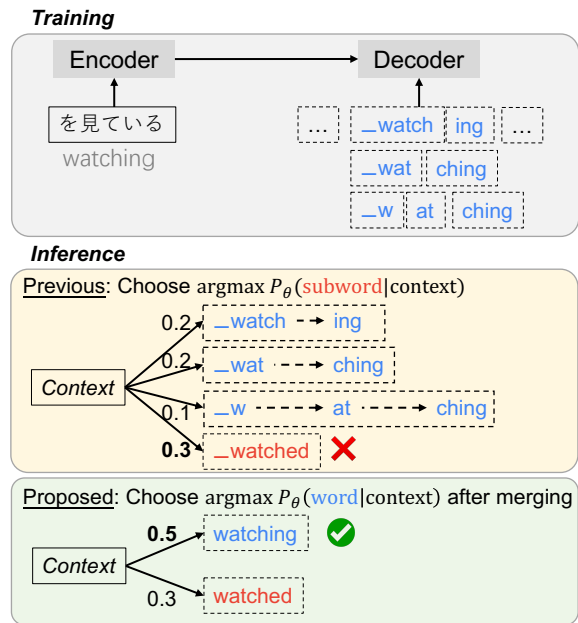 Training
Encoder Decoder
を見ている … _watch ing …
watching
_wat ching
_w at ching
Inference
Previous: Choose argmax P_θ(subword|context)
0.2 _watch ing
0.2 _wat ching
Context
0.1 _w at ching
0.3 _watched
Proposed: Choose argmax P_θ(word|context) after merging
0.5 watching
Context
0.3 watched